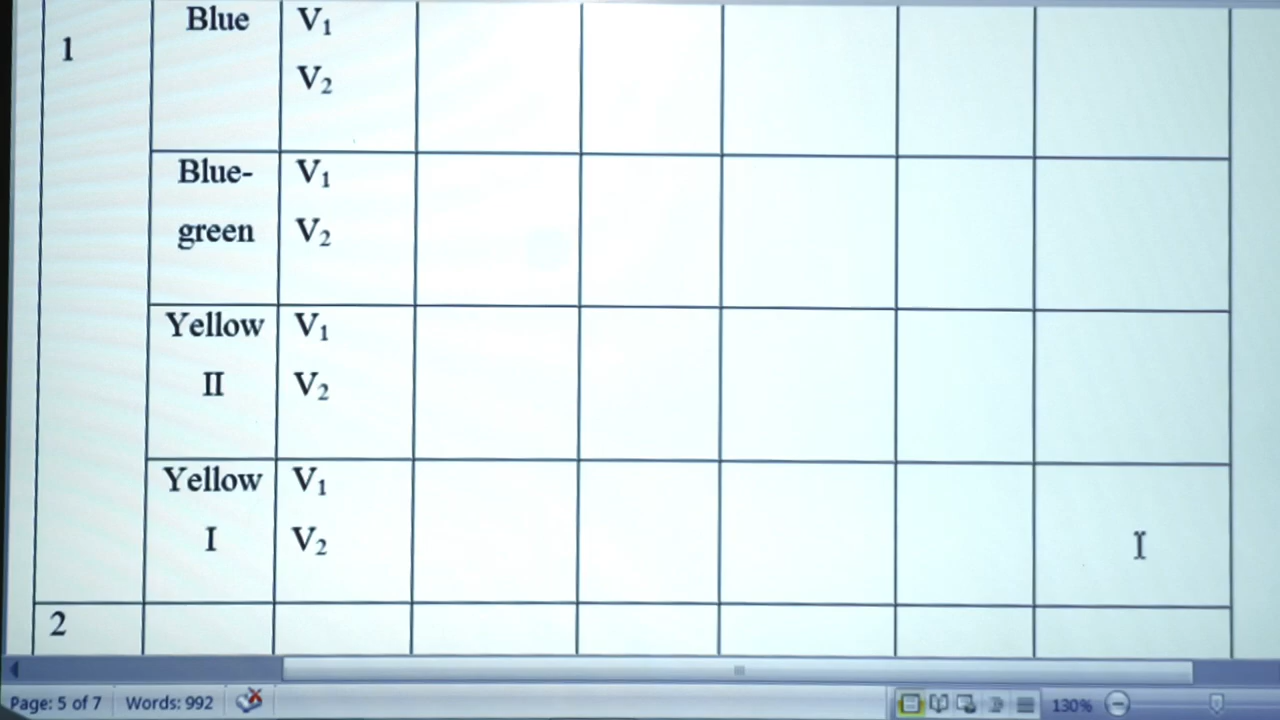 1 Blue V₁
V₂
Blue- V₁
green V₂
Yellow V₁
II V₂
Yellow V₁
I V₂
2
Page: 5 of 7 Words: 992 130%